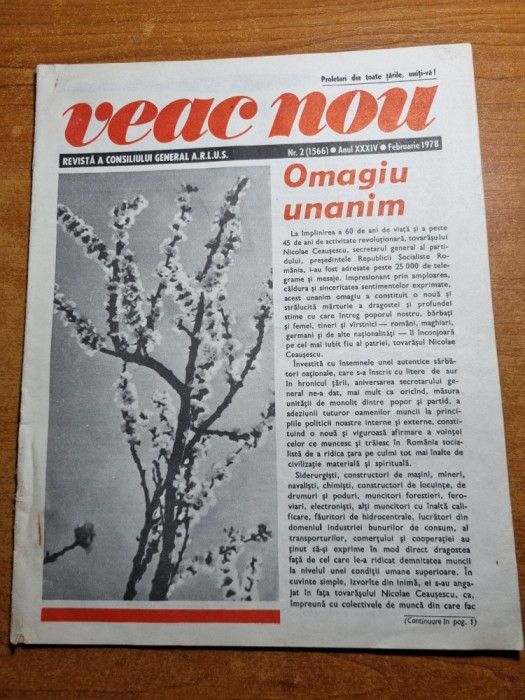 Proletari din toate țările, uniți-vă!
veac nou
REVISTĂ A CONSILIULUI GENERAL A.R.L.U.S.
Nr. 2 (1566) ● Anul XXXIV ● Februarie 1978
Omagiu
unanim
La împlinirea a 60 de ani de viață și a peste
45 de ani de activitate revoluționară, tovarășului
Nicolae Ceaușescu, secretarul general al parti-
dului, președintele Republicii Socialiste Ro-
mânia, i-au fost adresate peste 25 000 de tele-
grame și mesaje. Impresionant prin amploarea,
căldura și sinceritatea sentimentelor exprimate,
acest unanim omagiu a constituit o nouă și
strălucită mărturie a dragostei și profundei
stime cu care întreg poporul nostru, bărbați
și femei, tineri și vîrstnici — români, maghiari,
germani și de alte naționalități — îl înconjoară
pe cel mai iubit fiu al patriei, tovarășul Nicolae
Ceaușescu.
Învestită cu însemnele unei autentice sărbă-
tori naționale, care s-a înscris cu litere de aur
în hronicul țării, aniversarea secretarului ge-
neral ne-a dat, mai mult ca oricînd, măsura
unității de monolit dintre popor și partid, a
adeziunii tuturor oamenilor muncii la princi-
piile politicii noastre interne și externe, consti-
tuind o nouă și viguroasă afirmare a voinței
celor ce muncesc și trăiesc în România socia-
listă de a ridica țara pe culmi tot mai înalte de
civilizație materială și spirituală.
Siderurgiști, constructori de mașini, mineri,
navaliști, chimiști, constructori de locuințe, de
drumuri și poduri, muncitori forestieri, fero-
viari, electroniști, alți muncitori cu înaltă cali-
ficare, făuritori de hidrocentrale, lucrători din
domeniul industriei bunurilor de consum, al
transporturilor, comerțului și cooperației au
ținut să-și exprime în mod direct dragostea
față de cel care le-a ridicat demnitatea muncii
la nivelul unei condiții umane superioare. În
cuvinte simple, izvorîte din inimă, ei s-au anga-
jat în fața tovarășului Nicolae Ceaușescu, ca,
împreună cu colectivele de muncă din care fac
(Continuare în pag. 1)